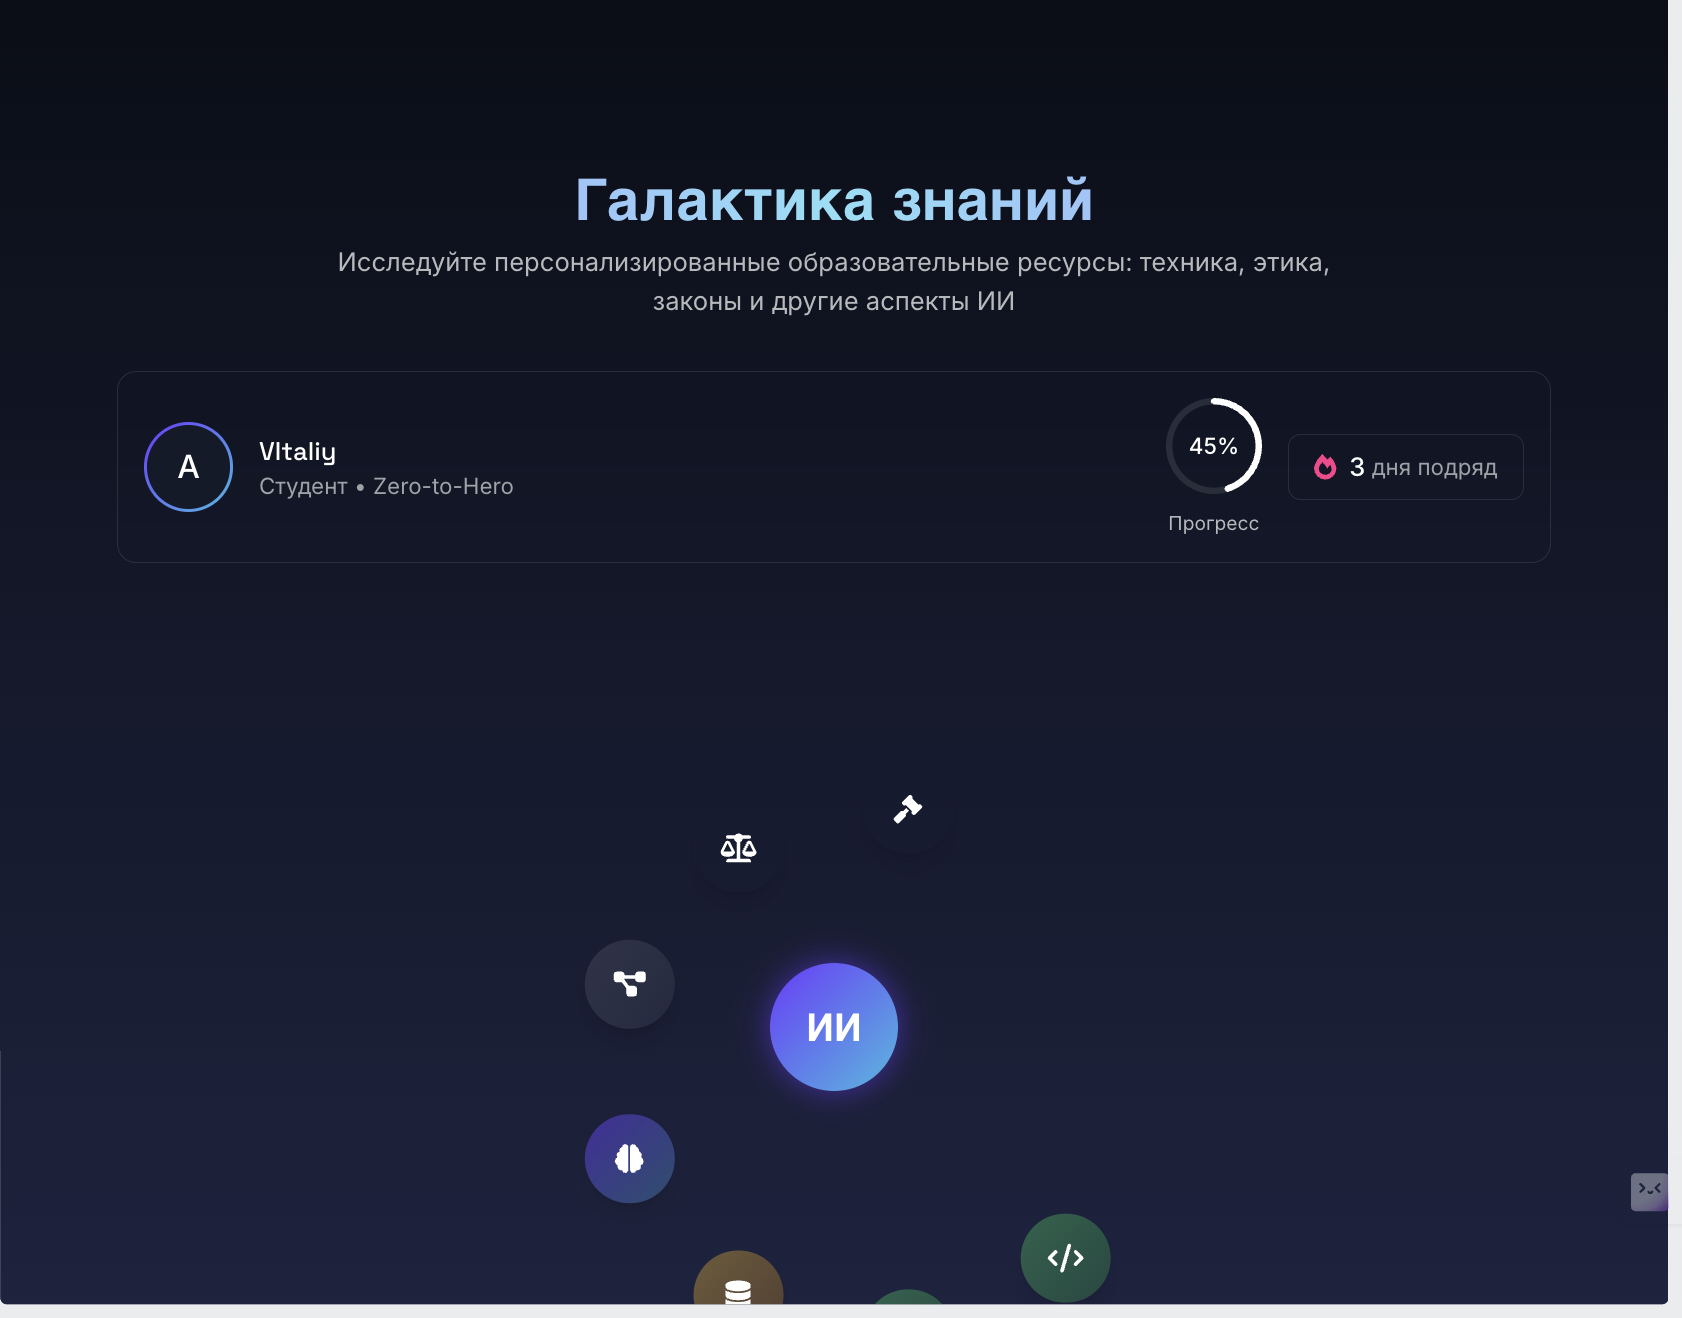 Галактика знаний
Исследуйте персонализированные образовательные ресурсы: техника, этика,
законы и другие аспекты ИИ
A
VItaliy
Студент • Zero-to-Hero
45%
Прогресс
3 дня подряд
ИИ